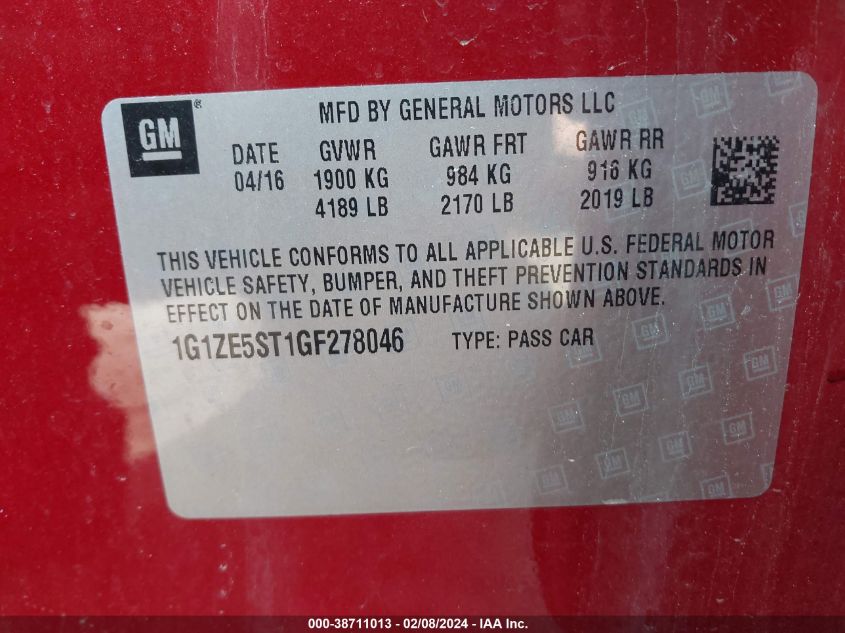 GM ®
MFD BY GENERAL MOTORS LLC
DATE GVWR GAWR FRT GAWR RR
04/16 1900 KG 984 KG 916 KG
4189 LB 2170 LB 2019 LB
THIS VEHICLE CONFORMS TO ALL APPLICABLE U.S. FEDERAL MOTOR
VEHICLE SAFETY, BUMPER, AND THEFT PREVENTION STANDARDS IN
EFFECT ON THE DATE OF MANUFACTURE SHOWN ABOVE.
1G1ZE5ST1GF278046 TYPE: PASS CAR
000-38711013 - 02/08/2024 - IAA Inc.